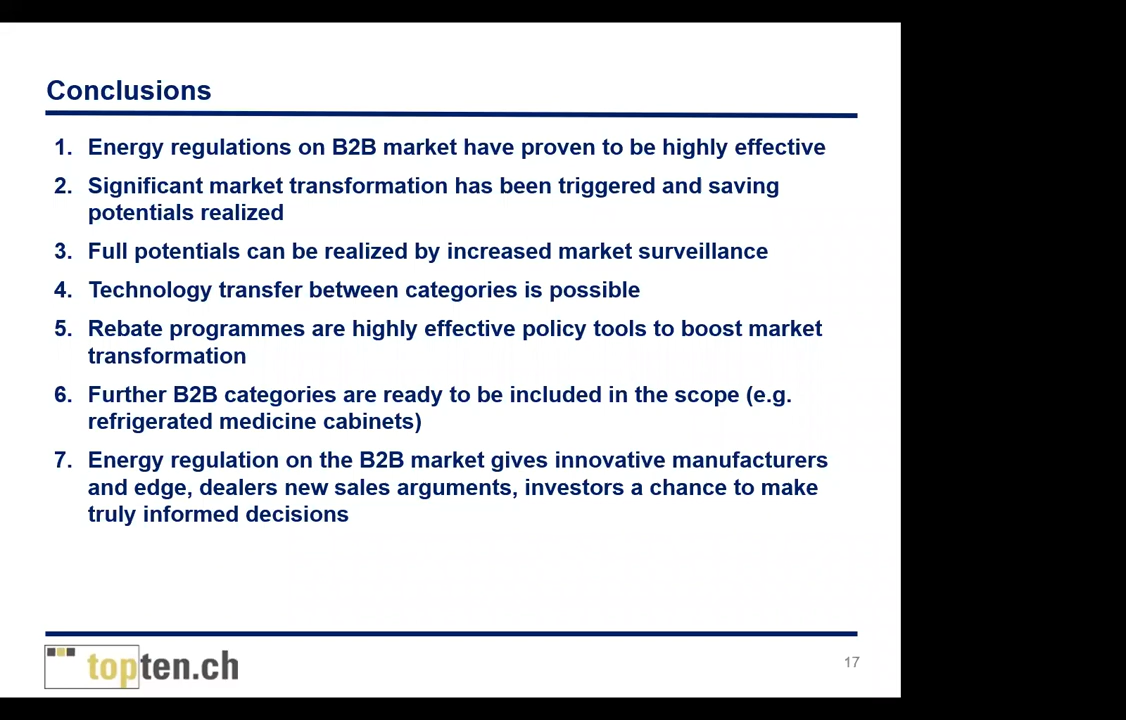 Conclusions
1. Energy regulations on B2B market have proven to be highly effective
2. Significant market transformation has been triggered and saving
potentials realized
3. Full potentials can be realized by increased market surveillance
4. Technology transfer between categories is possible
5. Rebate programmes are highly effective policy tools to boost market
transformation
6. Further B2B categories are ready to be included in the scope (e.g.
refrigerated medicine cabinets)
7. Energy regulation on the B2B market gives innovative manufacturers
and edge, dealers new sales arguments, investors a chance to make
truly informed decisions
topten.ch
17